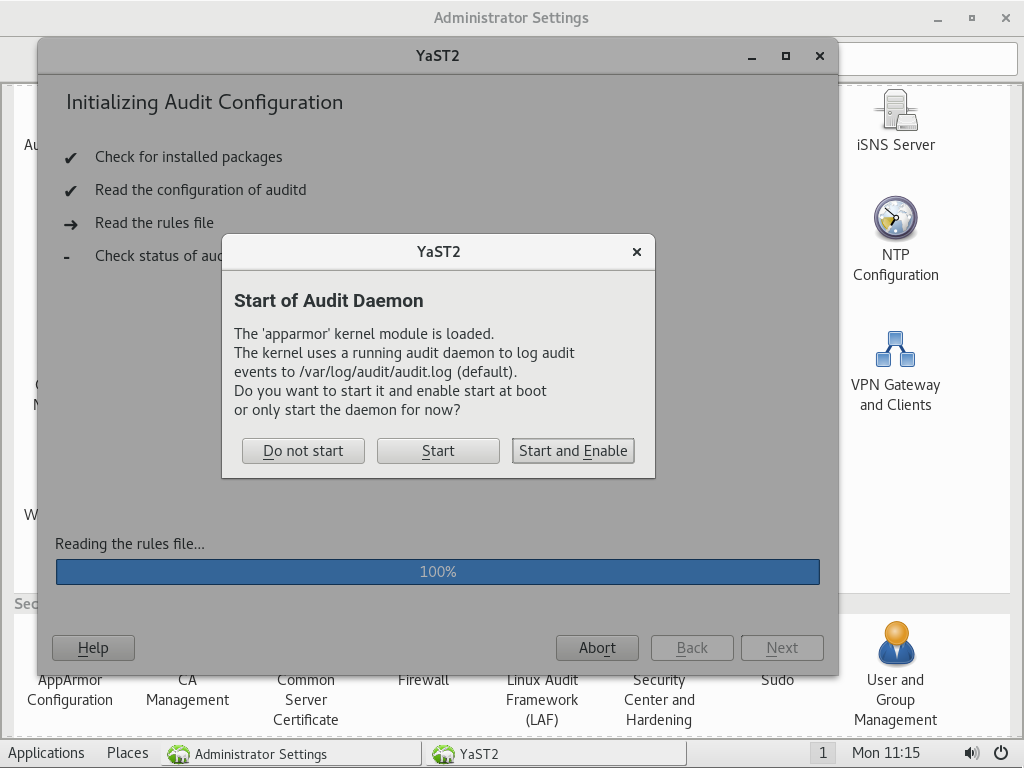 Administrator Settings
YaST2
Initializing Audit Configuration
Check for installed packages
Read the configuration of auditd
Read the rules file
Check status of
YaST2
Start of Audit Daemon
The 'apparmor' kernel module is loaded.
The kernel uses a running audit daemon to log audit
events to /var/log/audit/audit.log (default).
Do you want to start it and enable start at boot
or only start the daemon for now?
Do not start
Start
Start and Enable
Reading the rules file...
100%
Help
Abort
Back
Next
iSNS Server
NTP
Configuration
VPN Gateway
and Clients
AppArmor
Configuration
CA
Management
Common
Server
Certificate
Firewall
Linux Audit
Framework
(LAF)
Security
Center and
Hardening
Sudo
User and
Group
Management
Applications
Places
Administrator Settings
YaST2
1
Mon 11:15